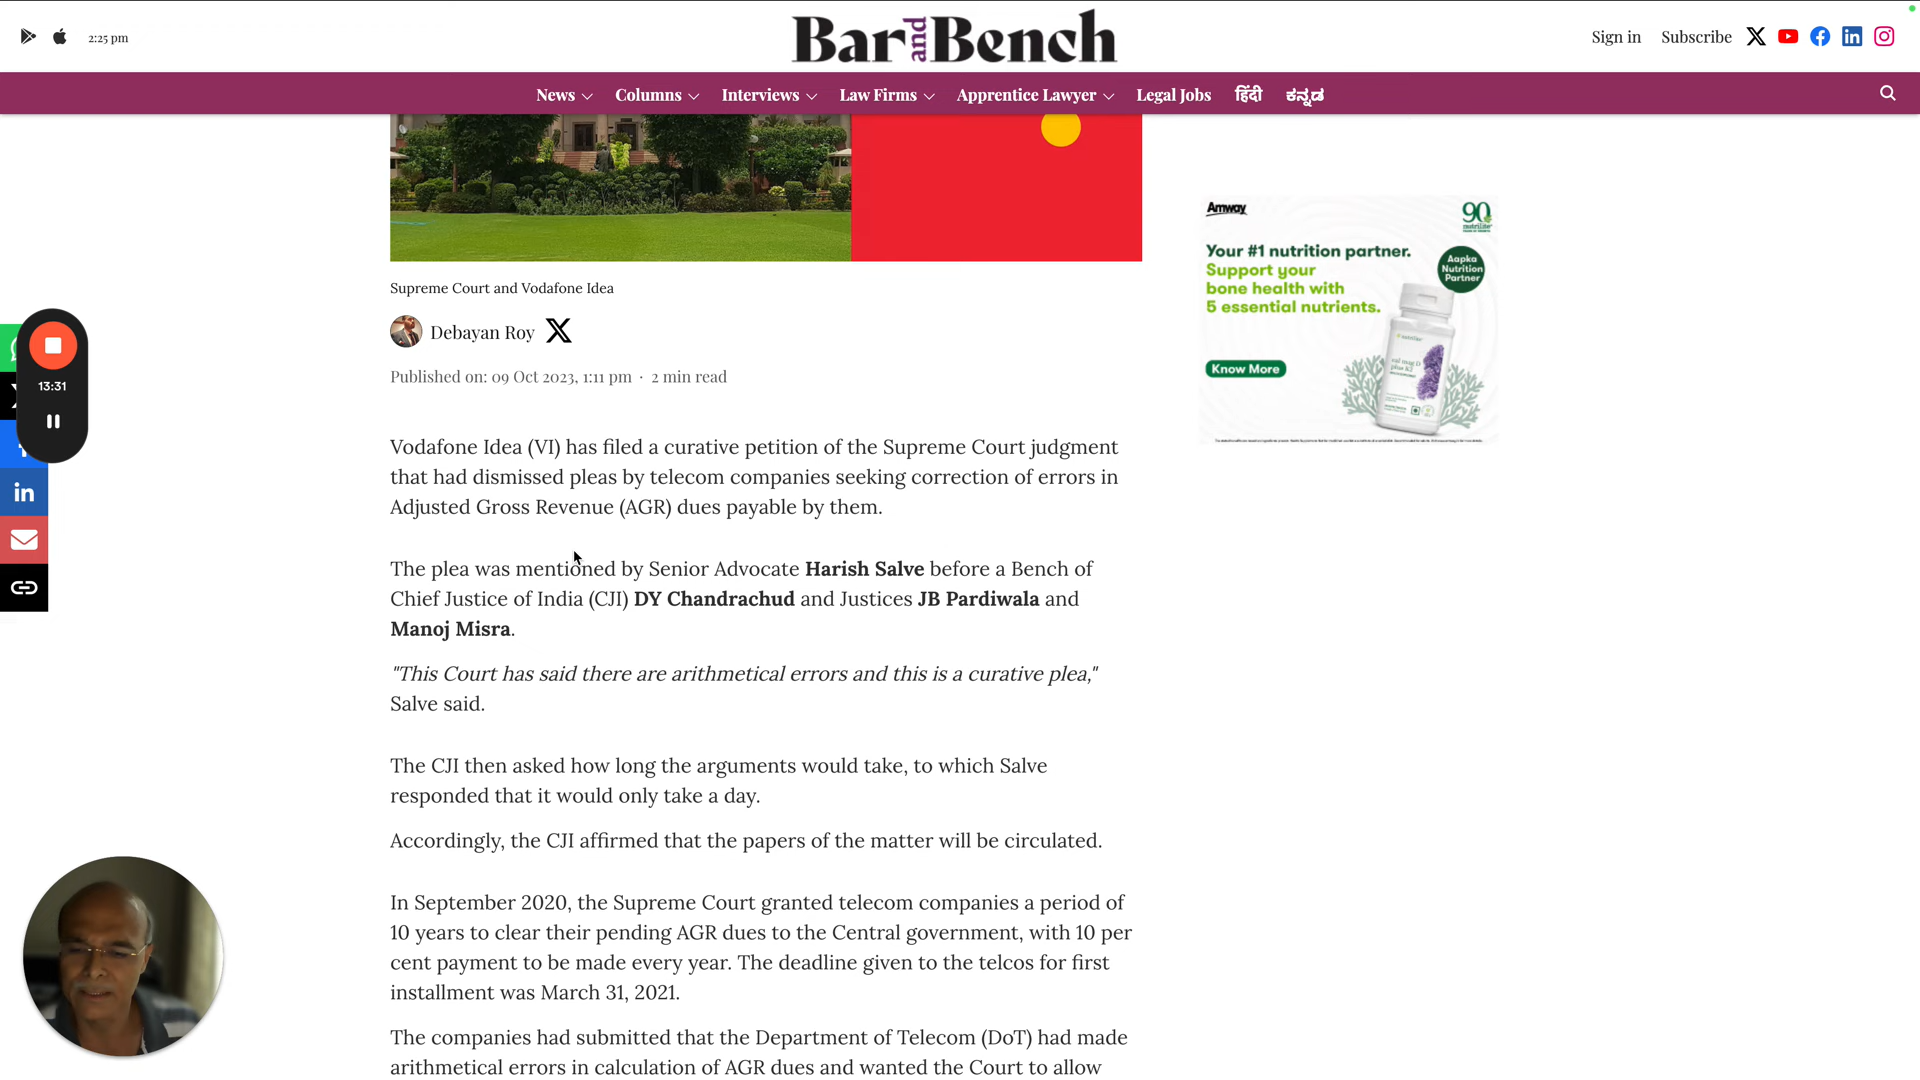 2:25 pm
Bar and Bench
Sign in Subscribe
News Columns Interviews Law Firms Apprentice Lawyer Legal Jobs हिंदी ಕನ್ನಡ
Supreme Court and Vodafone Idea
Debayan Roy
Published on: 09 Oct 2023, 1:11 pm · 2 min read
13:31
Vodafone Idea (VI) has filed a curative petition of the Supreme Court judgment
that had dismissed pleas by telecom companies seeking correction of errors in
Adjusted Gross Revenue (AGR) dues payable by them.
The plea was mentioned by Senior Advocate Harish Salve before a Bench of
Chief Justice of India (CJI) DY Chandrachud and Justices JB Pardiwala and
Manoj Misra.
"This Court has said there are arithmetical errors and this is a curative plea,"
Salve said.
The CJI then asked how long the arguments would take, to which Salve
responded that it would only take a day.
Accordingly, the CJI affirmed that the papers of the matter will be circulated.
In September 2020, the Supreme Court granted telecom companies a period of
10 years to clear their pending AGR dues to the Central government, with 10 per
cent payment to be made every year. The deadline given to the telcos for first
installment was March 31, 2021.
The companies had submitted that the Department of Telecom (DoT) had made
arithmetical errors in calculation of AGR dues and wanted the Court to allow
Amway
90
nutrilite
Your #1 nutrition partner.
Support your
bone health with
5 essential nutrients.
Aapka
Nutrition
Partner
Know More